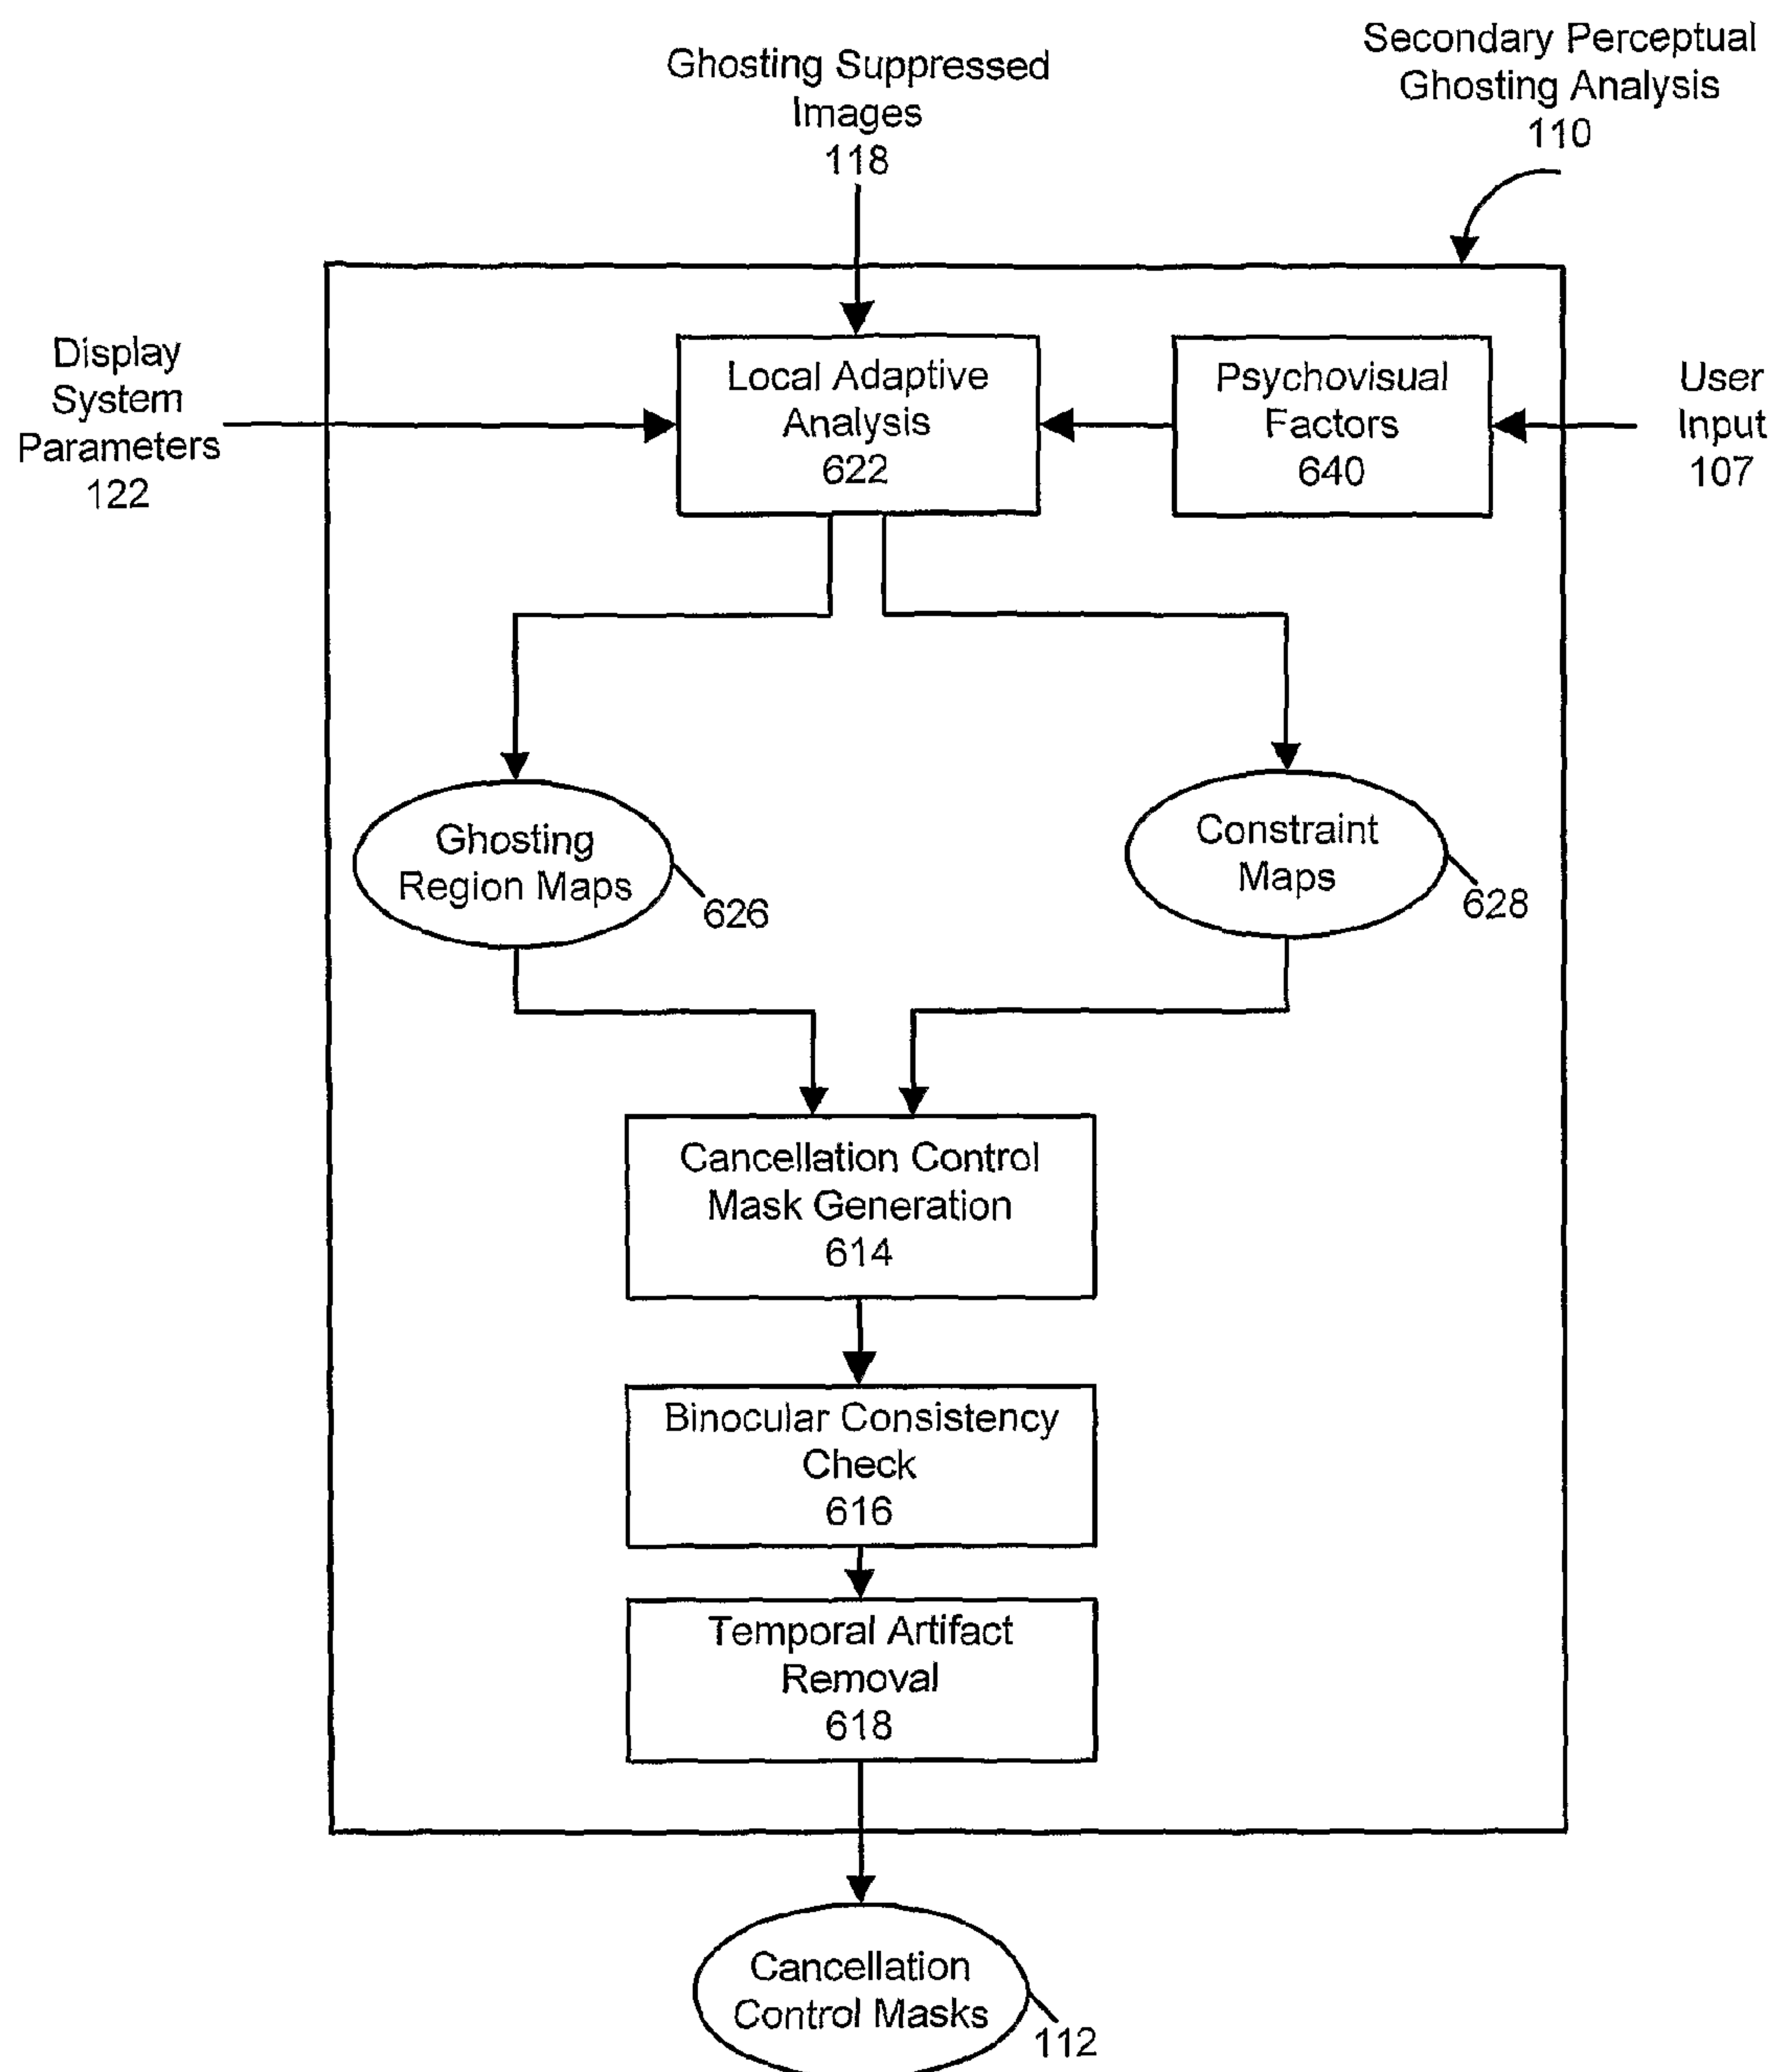 Secondary Perceptual
Ghosting Analysis
110
Ghosting Suppressed
Images
118
Display
System
Parameters
122
Local Adaptive
Analysis
622
Psychovisual
Factors
640
User
Input
107
Ghosting
Region Maps
626
Constraint
Maps
628
Cancellation Control
Mask Generation
614
Binocular Consistency
Check
616
Temporal Artifact
Removal
618
Cancellation
Control Masks
112